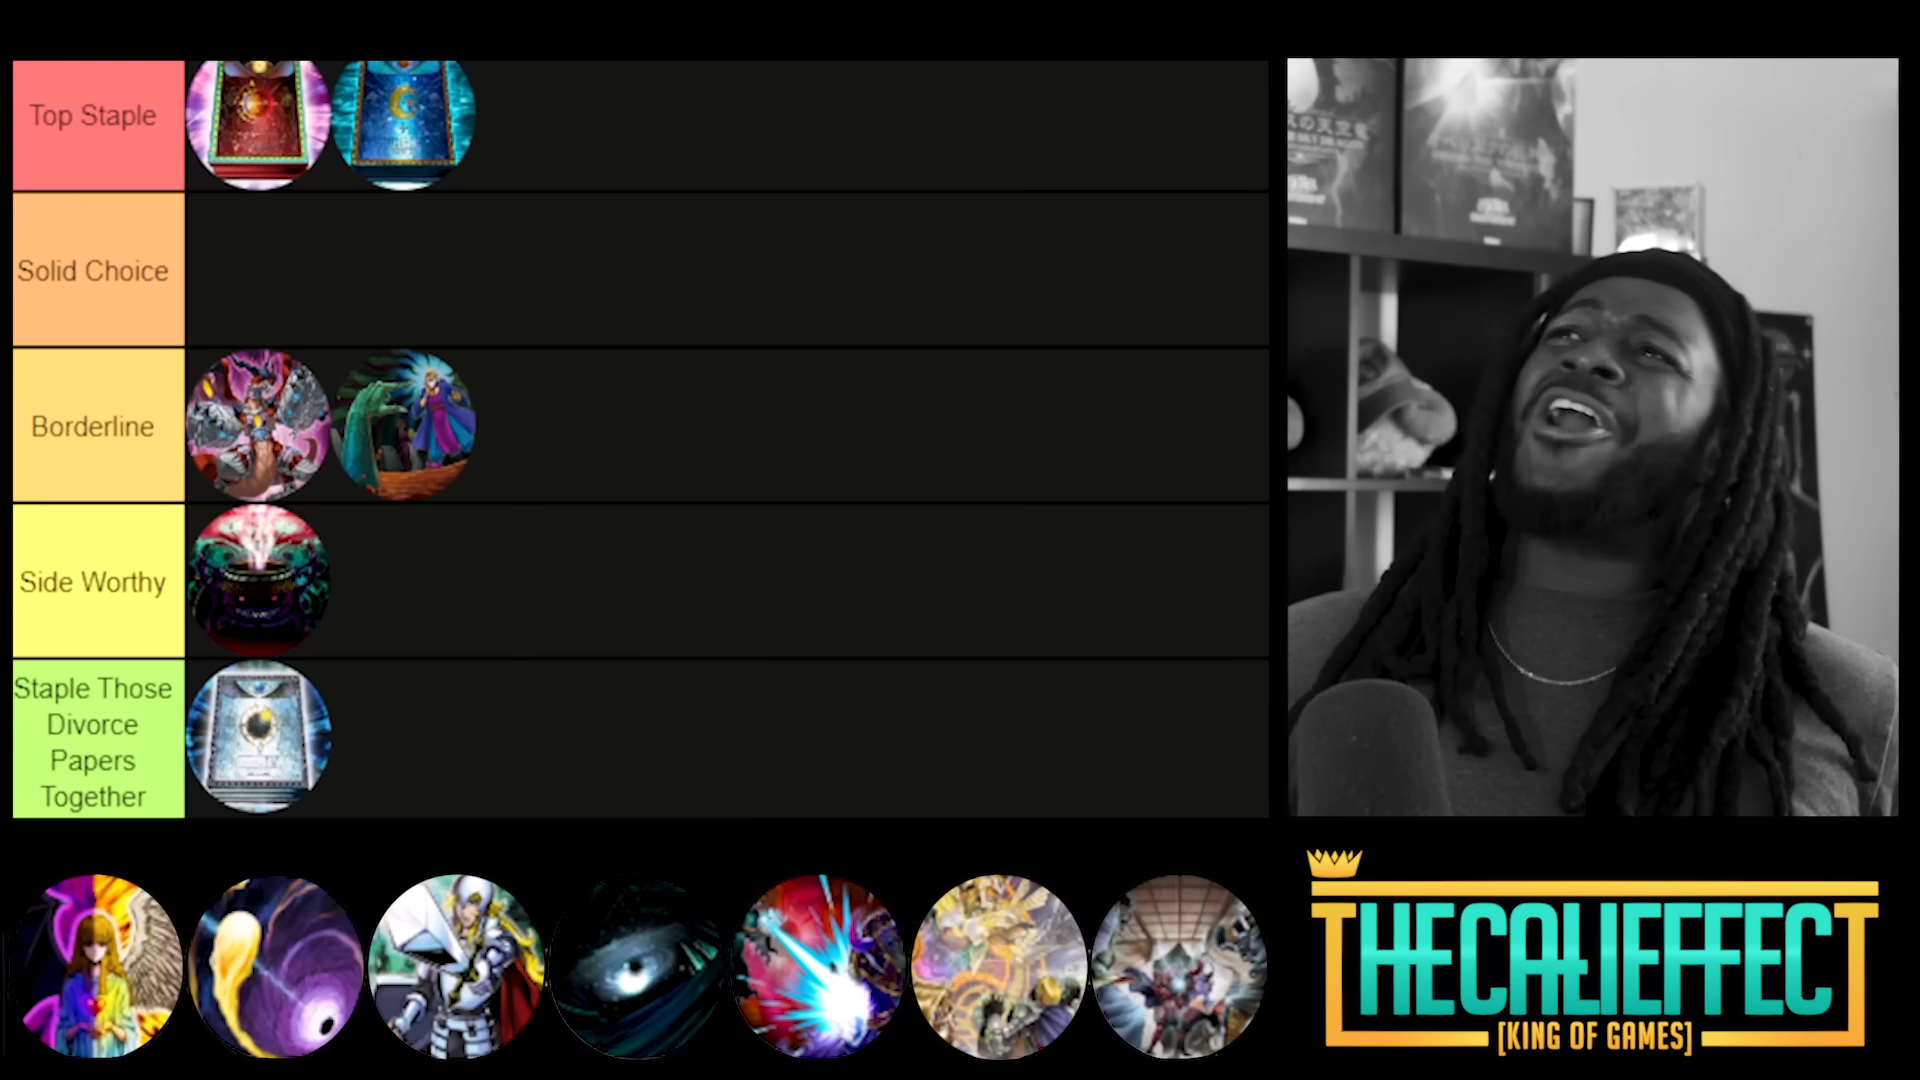 Top Staple
Solid Choice
Borderline
Side Worthy
Staple Those
Divorce
Papers
Together
THECALIEFFECT
[KING OF GAMES]